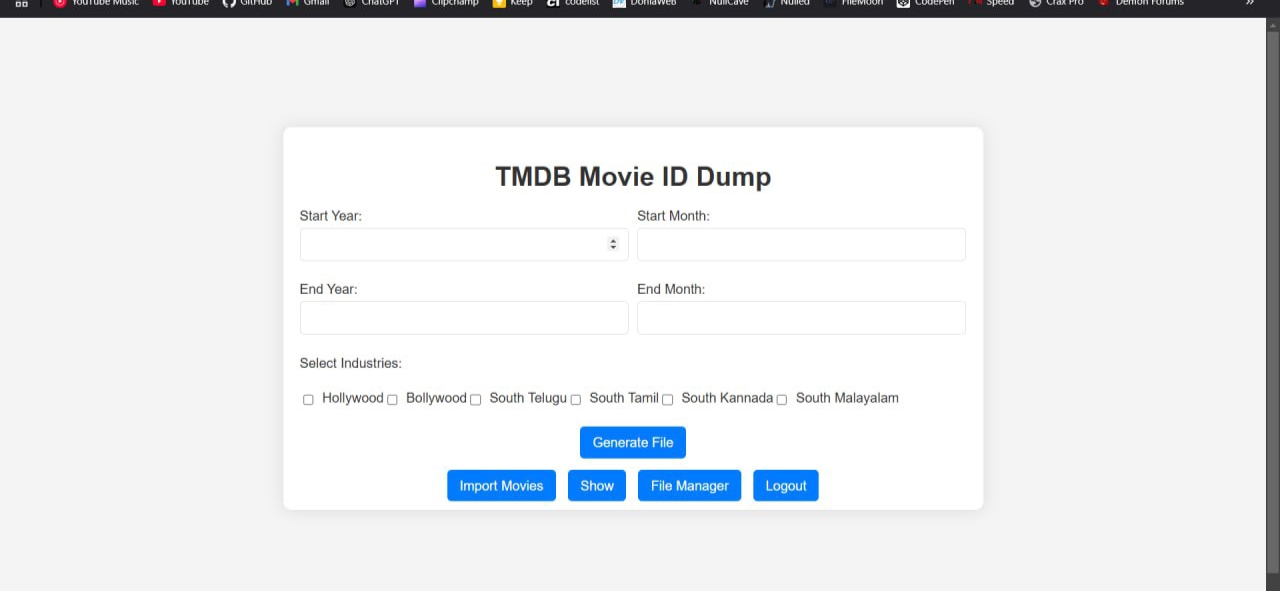 YouTube Music YouTube GitHub Gmail ChatGPT Clipchamp Keep codelist DoniaWeB NullCave Nulled FileMoon CodePen Speed Crax Pro Demon Forums »
TMDB Movie ID Dump
Start Year: Start Month:
End Year: End Month:
Select Industries:
Hollywood Bollywood South Telugu South Tamil South Kannada South Malayalam
Generate File
Import Movies Show File Manager Logout